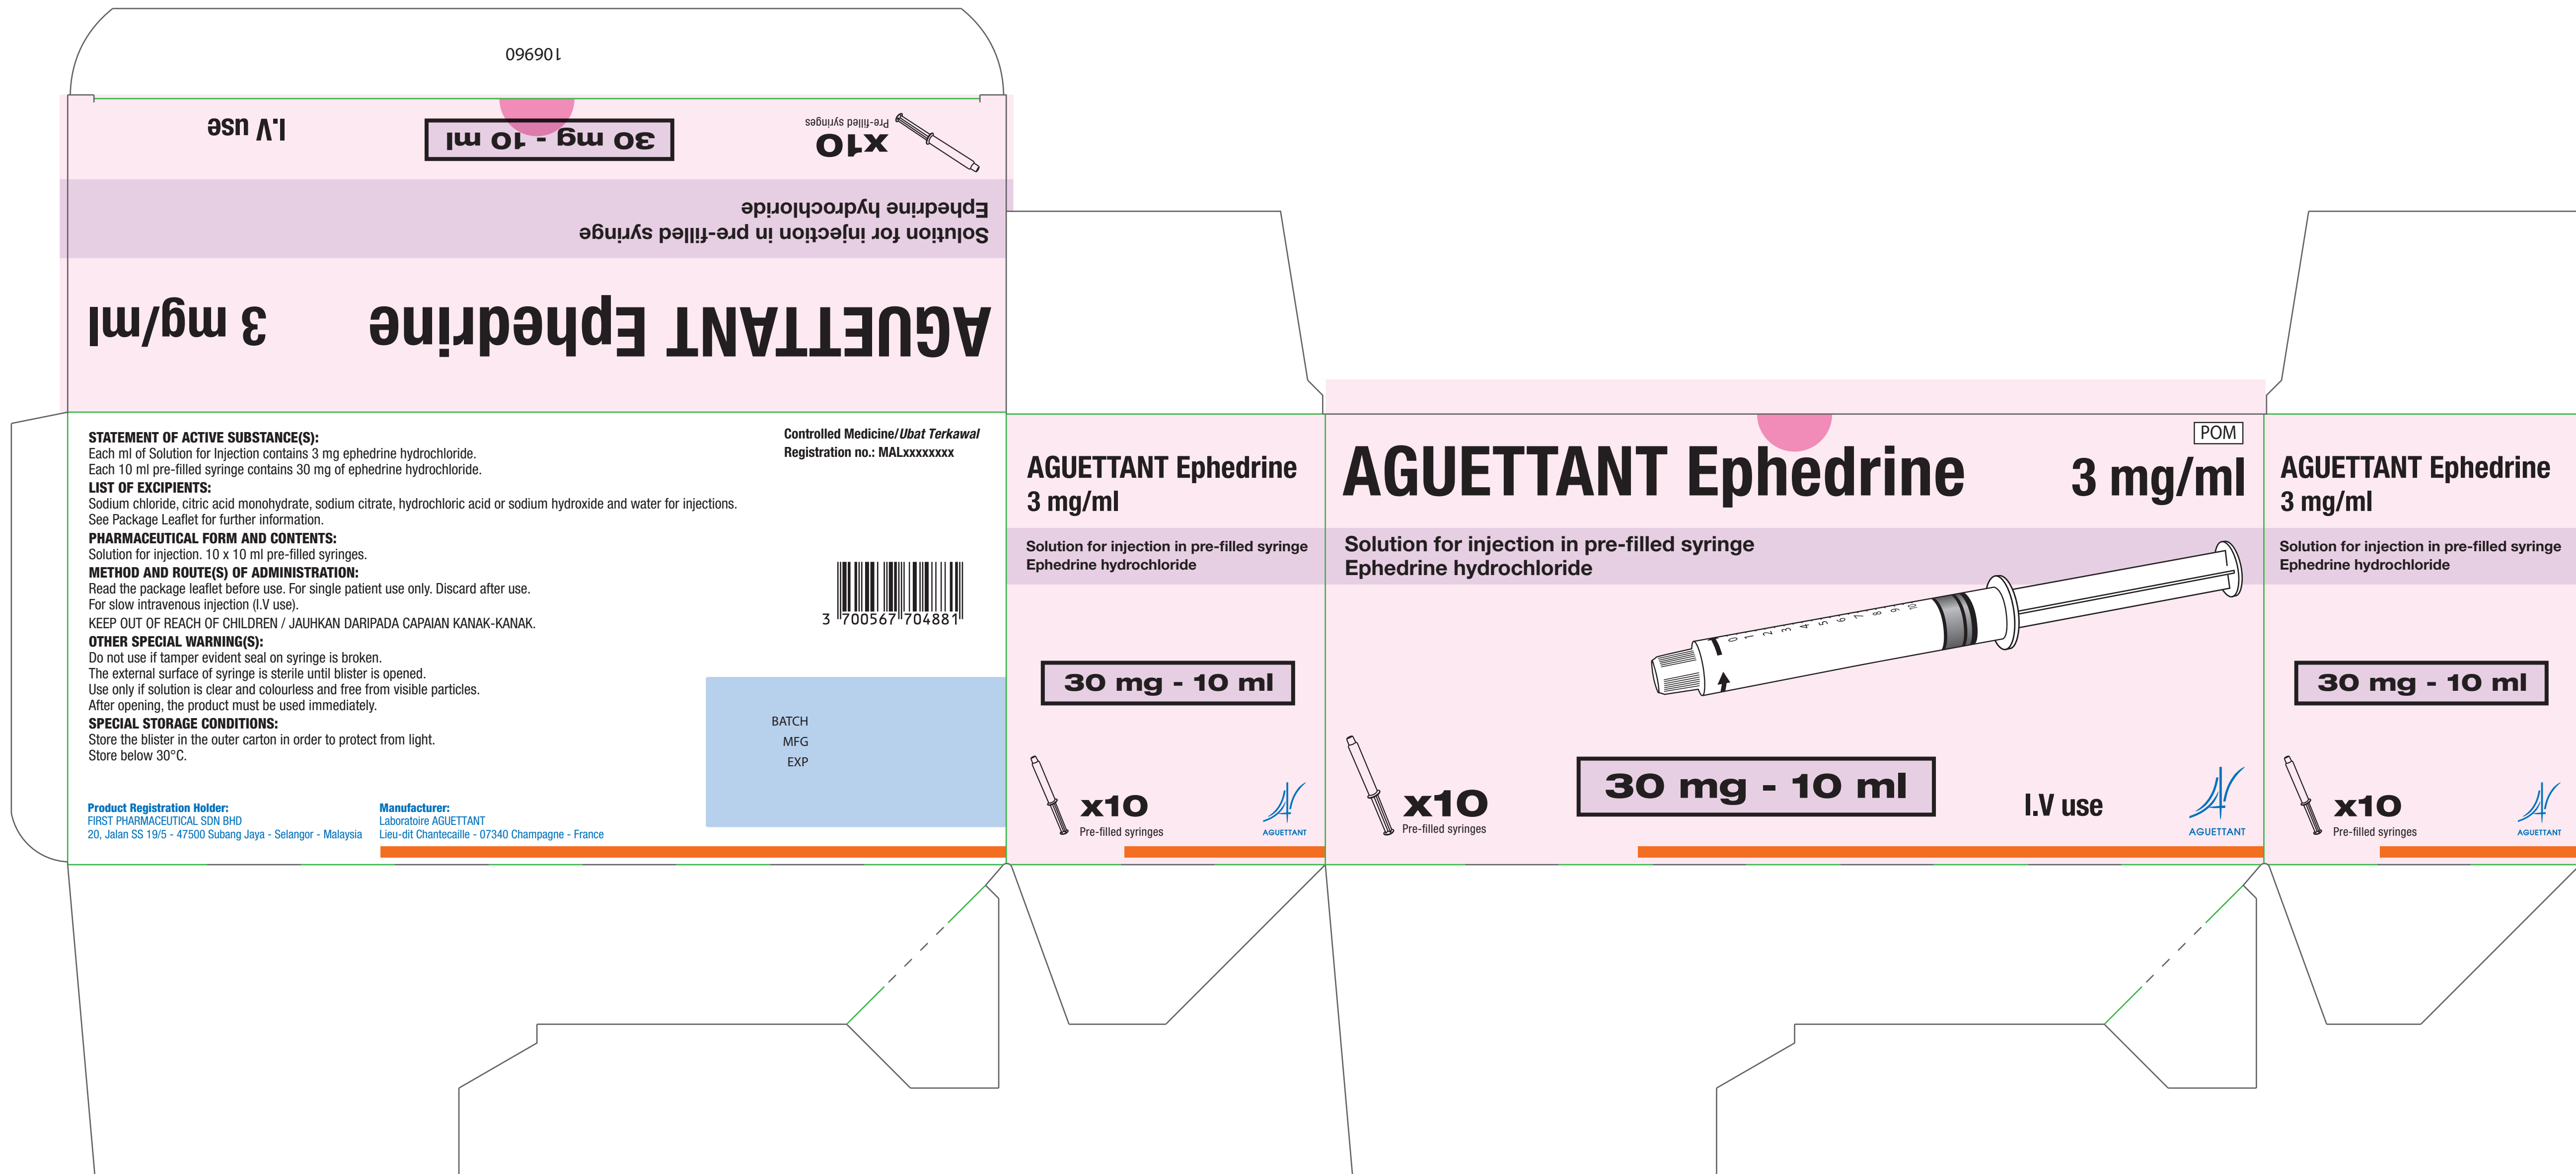 106960
I.V use
30 mg - 10 ml
x10
Pre-filled syringes
Solution for injection in pre-filled syringe
Ephedrine hydrochloride
AGUETTANT Ephedrine 3 mg/ml
STATEMENT OF ACTIVE SUBSTANCE(S):
Each ml of Solution for Injection contains 3 mg ephedrine hydrochloride.
Each 10 ml pre-filled syringe contains 30 mg of ephedrine hydrochloride.
LIST OF EXCIPIENTS:
Sodium chloride, citric acid monohydrate, sodium citrate, hydrochloric acid or sodium hydroxide and water for injections.
See Package Leaflet for further information.
PHARMACEUTICAL FORM AND CONTENTS:
Solution for injection. 10 x 10 ml pre-filled syringes.
METHOD AND ROUTE(S) OF ADMINISTRATION:
Read the package leaflet before use. For single patient use only. Discard after use.
For slow intravenous injection (I.V use).
KEEP OUT OF REACH OF CHILDREN / JAUHKAN DARIPADA CAPAIAN KANAK-KANAK.
OTHER SPECIAL WARNING(S):
Do not use if tamper evident seal on syringe is broken.
The external surface of syringe is sterile until blister is opened.
Use only if solution is clear and colourless and free from visible particles.
After opening, the product must be used immediately.
SPECIAL STORAGE CONDITIONS:
Store the blister in the outer carton in order to protect from light.
Store below 30°C.
Controlled Medicine/Ubat Terkawal
Registration no.: MALxxxxxxxx
3 700567 704881
BATCH
MFG
EXP
Product Registration Holder:
FIRST PHARMACEUTICAL SDN BHD
20, Jalan SS 19/5 - 47500 Subang Jaya - Selangor - Malaysia
Manufacturer:
Laboratoire AGUETTANT
Lieu-dit Chantecaille - 07340 Champagne - France
AGUETTANT Ephedrine
3 mg/ml
Solution for injection in pre-filled syringe
Ephedrine hydrochloride
30 mg - 10 ml
x10
Pre-filled syringes
AGUETTANT
POM
AGUETTANT Ephedrine 3 mg/ml
Solution for injection in pre-filled syringe
Ephedrine hydrochloride
0 1 2 3 4 5 6 7 8 9 10
x10
Pre-filled syringes
30 mg - 10 ml
I.V use
AGUETTANT
AGUETTANT Ephedrine
3 mg/ml
Solution for injection in pre-filled syringe
Ephedrine hydrochloride
30 mg - 10 ml
x10
Pre-filled syringes
AGUETTANT